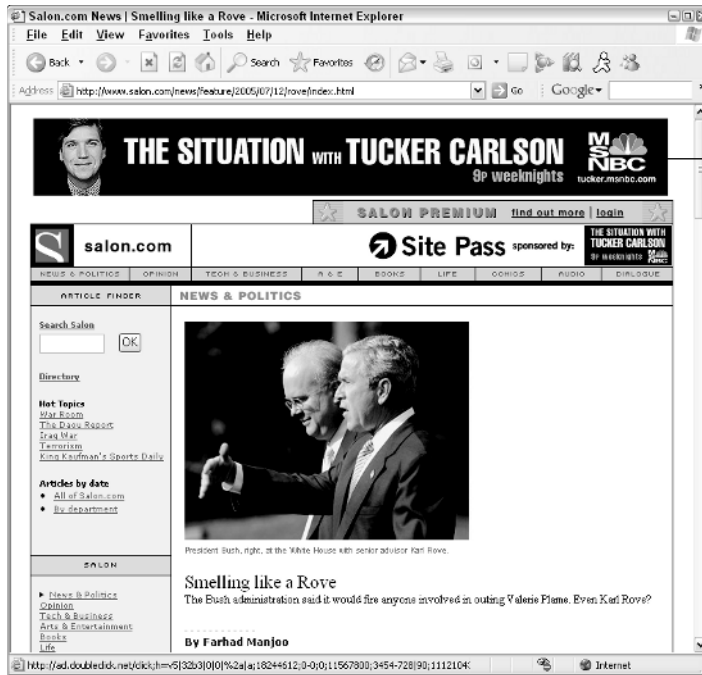 Salon.com News | Smelling like a Rove - Microsoft Internet Explorer
File Edit View Favorites Tools Help
Back Search Favorites
Address http://www.salon.com/news/feature/2005/07/12/rove/index.html Go Google
THE SITUATION WITH TUCKER CARLSON
9P weeknights
MSNBC
tucker.msnbc.com
SALON PREMIUM find out more | login
S salon.com
Site Pass sponsored by:
THE SITUATION WITH
TUCKER CARLSON
9P weeknights MSNBC
NEWS & POLITICS OPINION TECH & BUSINESS A & E BOOKS LIFE COMICS AUDIO DIALOGUE
ARTICLE FINDER
NEWS & POLITICS
Search Salon
OK
Directory
Hot Topics
War Room
The Daou Report
Iraq War
Terrorism
King Kaufman's Sports Daily
Articles by date
All of Salon.com
By department
SALON
News & Politics
Opinion
Tech & Business
Arts & Entertainment
Books
Life
President Bush, right, at the White House with senior advisor Karl Rove.
Smelling like a Rove
The Bush administration said it would fire anyone involved in outing Valerie Plame. Even Karl Rove?
By Farhad Manjoo
http://ad.doubleclick.net/click;h=v5|32b3|0|0|%2a|a;18244612;0-0;0;11567800;3454-728|90;1112104
Internet